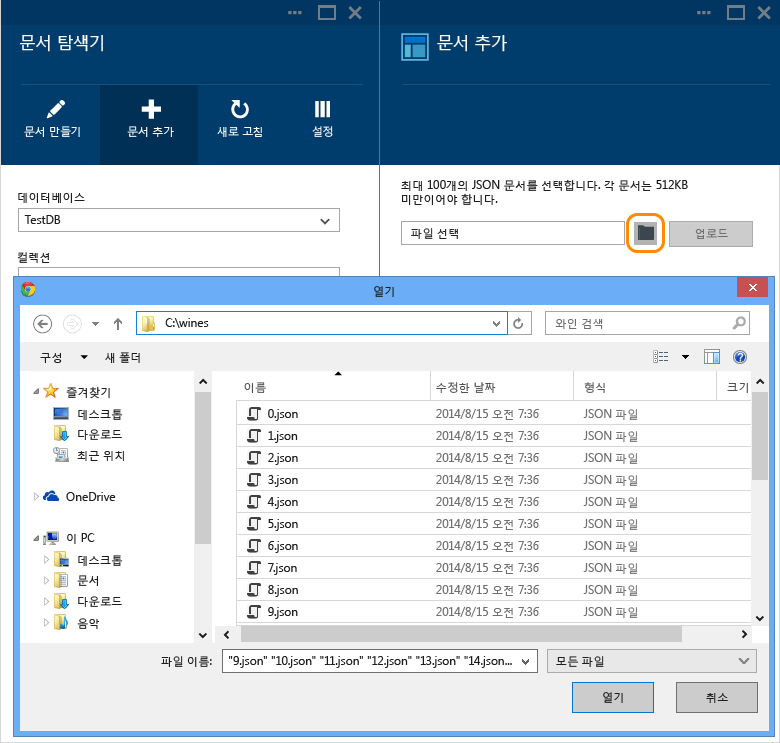 문서 탐색기
문서 만들기
문서 추가
새로 고침
설정
데이터베이스
TestDB
컬렉션
문서 추가
최대 100개의 JSON 문서를 선택합니다. 각 문서는 512KB
미만이어야 합니다.
파일 선택
업로드
열기
C:\wines
와인 검색
구성
새 폴더
즐겨찾기
데스크톱
다운로드
최근 위치
OneDrive
이 PC
데스크톱
문서
다운로드
음악
이름 수정한 날짜 형식 크기
0.json 2014/8/15 오전 7:36 JSON 파일
1.json 2014/8/15 오전 7:36 JSON 파일
2.json 2014/8/15 오전 7:36 JSON 파일
3.json 2014/8/15 오전 7:36 JSON 파일
4.json 2014/8/15 오전 7:36 JSON 파일
5.json 2014/8/15 오전 7:36 JSON 파일
6.json 2014/8/15 오전 7:36 JSON 파일
7.json 2014/8/15 오전 7:36 JSON 파일
8.json 2014/8/15 오전 7:36 JSON 파일
9.json 2014/8/15 오전 7:36 JSON 파일
파일 이름: "9.json" "10.json" "11.json" "12.json" "13.json" "14.json... 모든 파일
열기
취소